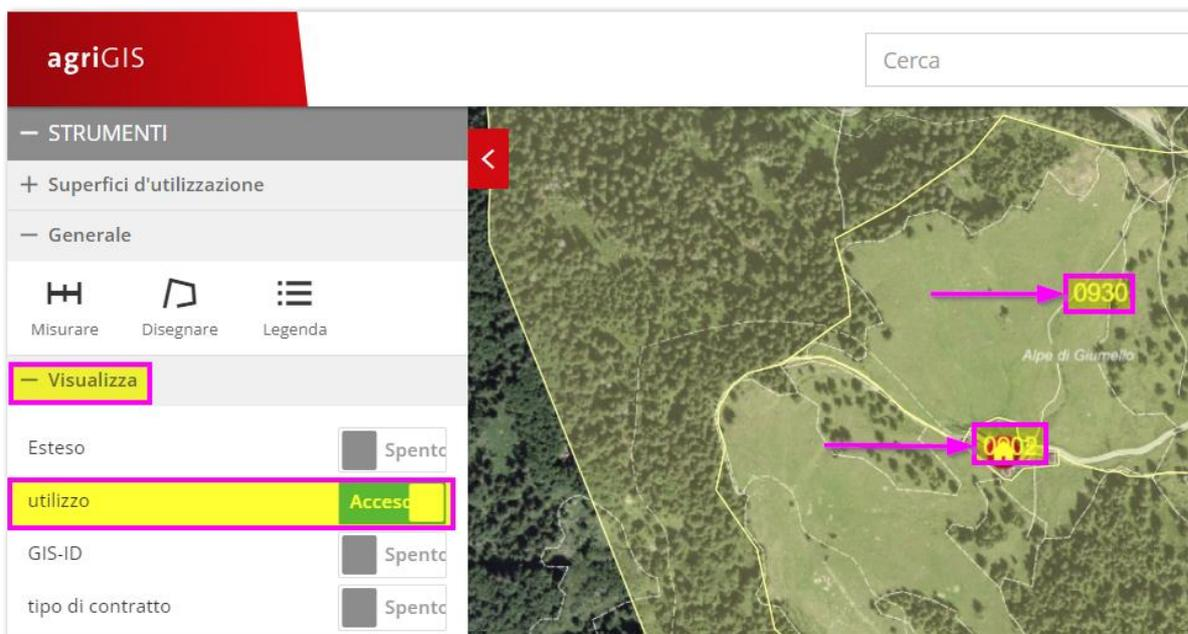 agriGIS
Cerca
— STRUMENTI
+ Superfici d'utilizzazione
— Generale
Misurare Disegnare Legenda
— Visualizza
Esteso Spento
utilizzo Acceso
GIS-ID Spento
tipo di contratto Spento
0930
Alpe di Giumello
0902